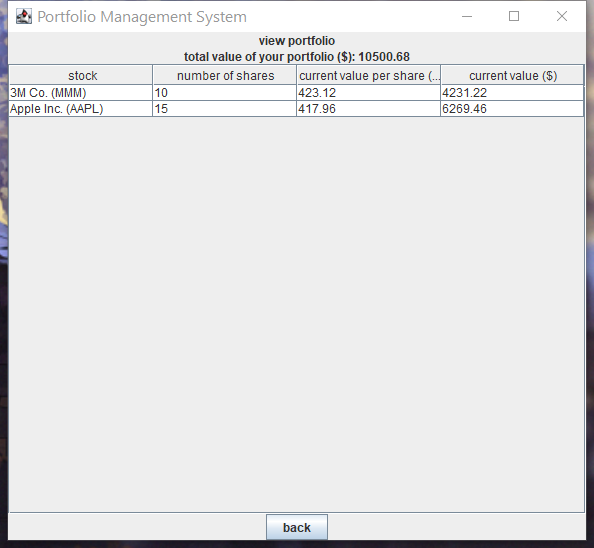 Portfolio Management System
view portfolio
total value of your portfolio ($): 10500.68
stock number of shares current value per share (... current value ($)
3M Co. (MMM) 10 423.12 4231.22
Apple Inc. (AAPL) 15 417.96 6269.46
back